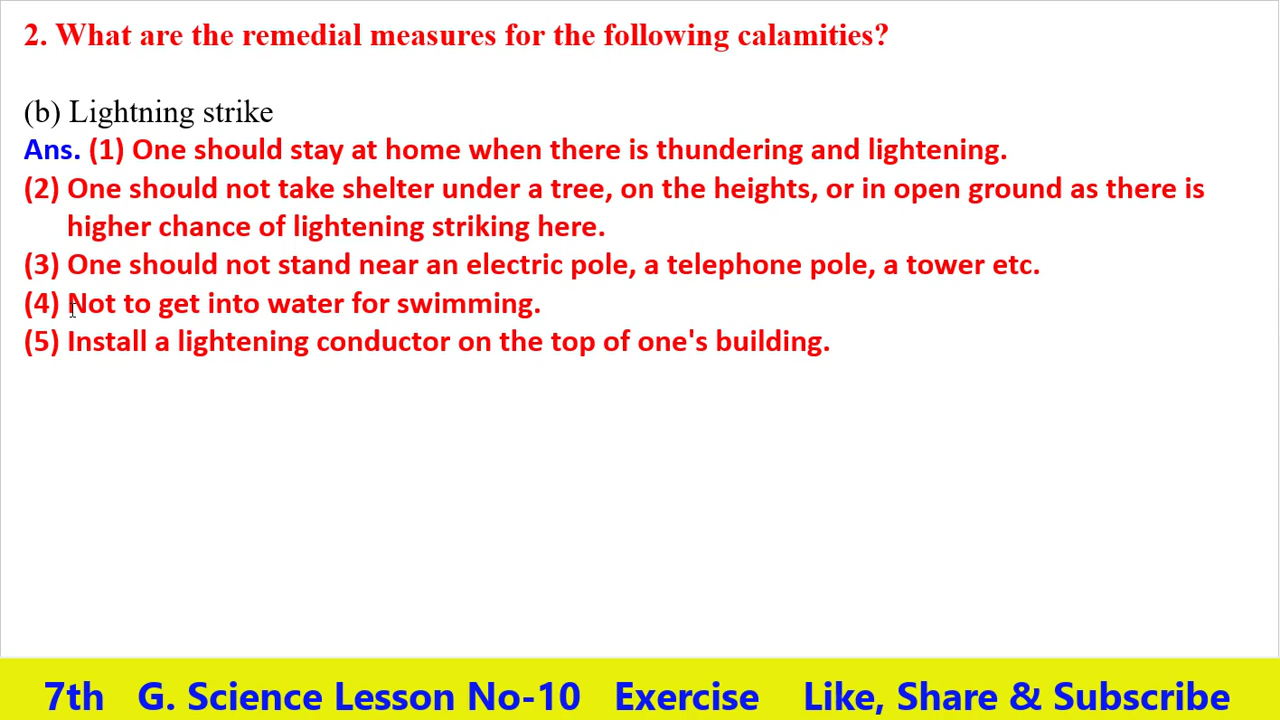 2. What are the remedial measures for the following calamities?
(b) Lightning strike
Ans. (1) One should stay at home when there is thundering and lightening.
(2) One should not take shelter under a tree, on the heights, or in open ground as there is
higher chance of lightening striking here.
(3) One should not stand near an electric pole, a telephone pole, a tower etc.
(4) Not to get into water for swimming.
(5) Install a lightening conductor on the top of one's building.
7th G. Science Lesson No-10 Exercise Like, Share & Subscribe